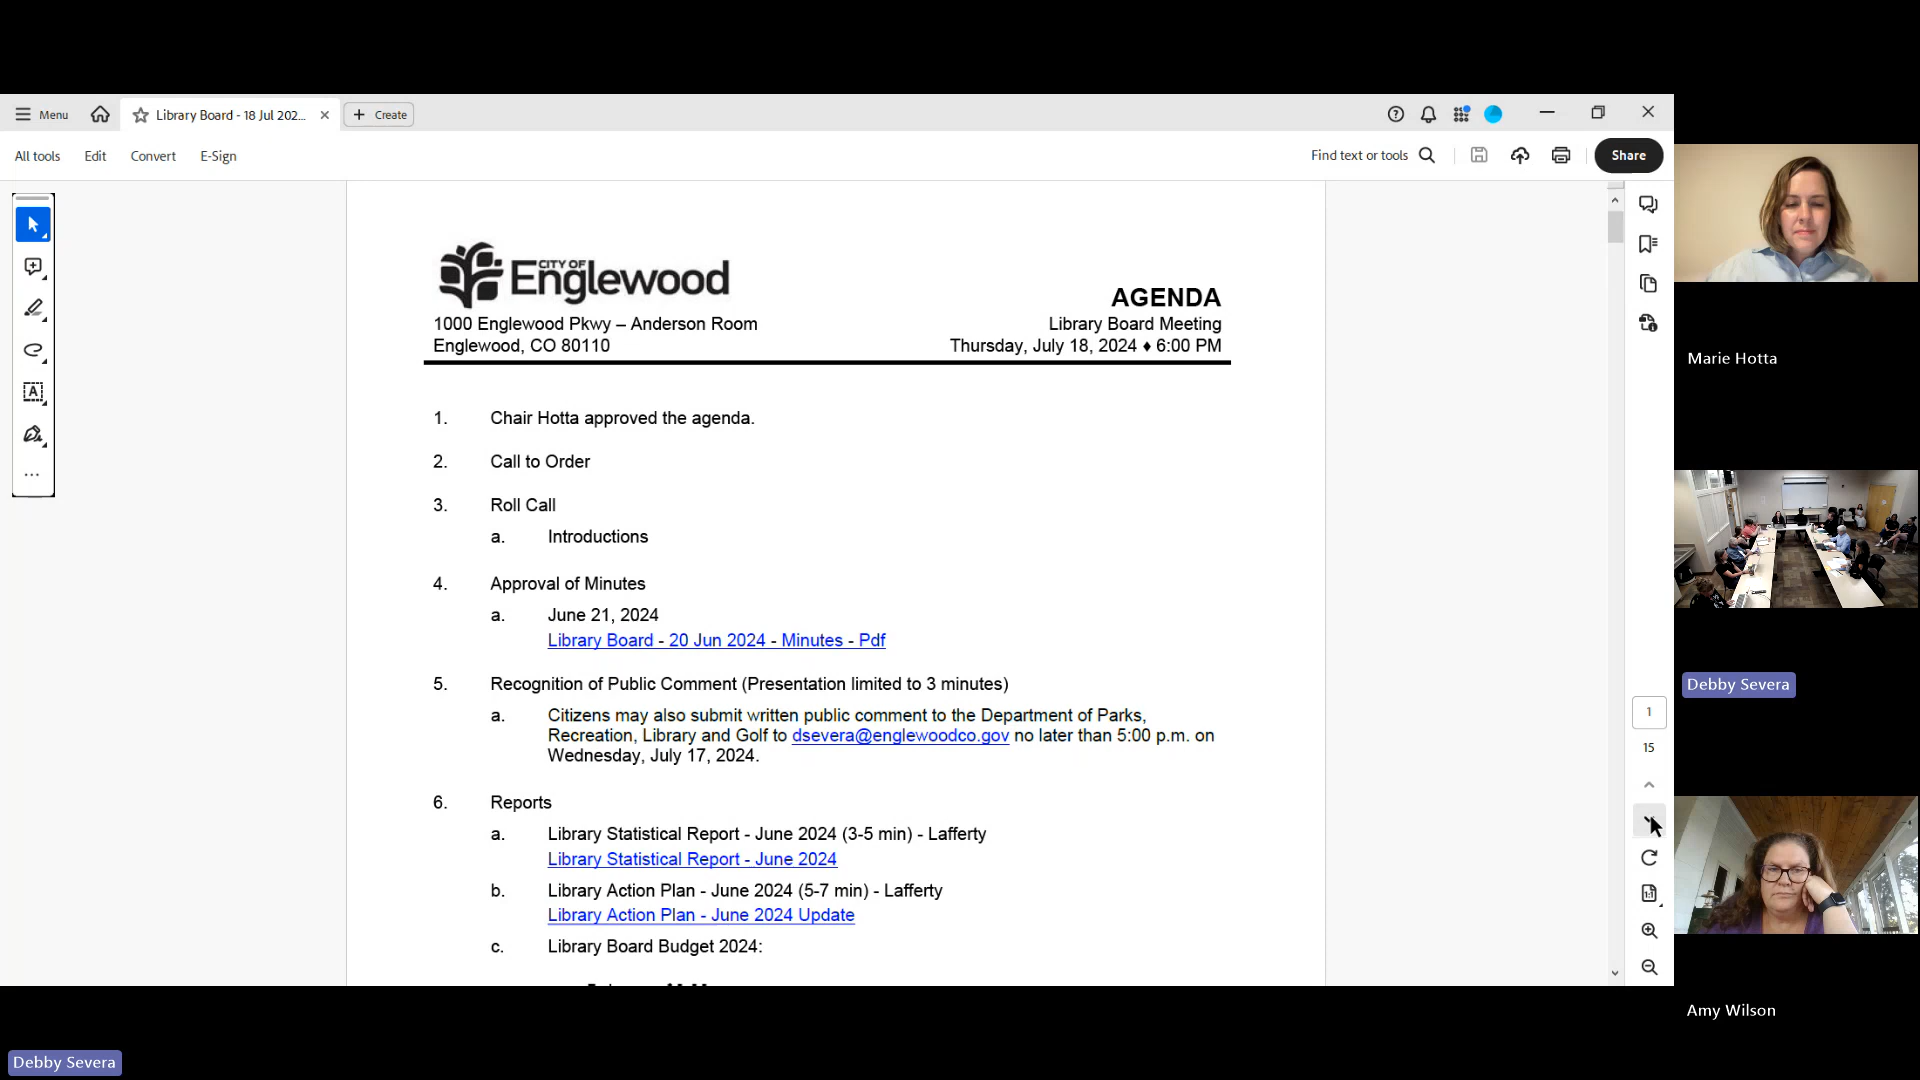 Menu
Library Board - 18 Jul 202...
Create
All tools
Edit
Convert
E-Sign
Find text or tools
Share
CITY OF
Englewood
1000 Englewood Pkwy – Anderson Room
Englewood, CO 80110
AGENDA
Library Board Meeting
Thursday, July 18, 2024 ♦ 6:00 PM
1. Chair Hotta approved the agenda.
2. Call to Order
3. Roll Call
a. Introductions
4. Approval of Minutes
a. June 21, 2024
Library Board - 20 Jun 2024 - Minutes - Pdf
5. Recognition of Public Comment (Presentation limited to 3 minutes)
a. Citizens may also submit written public comment to the Department of Parks,
Recreation, Library and Golf to dsevera@englewoodco.gov no later than 5:00 p.m. on
Wednesday, July 17, 2024.
6. Reports
a. Library Statistical Report - June 2024 (3-5 min) - Lafferty
Library Statistical Report - June 2024
b. Library Action Plan - June 2024 (5-7 min) - Lafferty
Library Action Plan - June 2024 Update
c. Library Board Budget 2024:
1
15
Marie Hotta
Debby Severa
Amy Wilson
Debby Severa